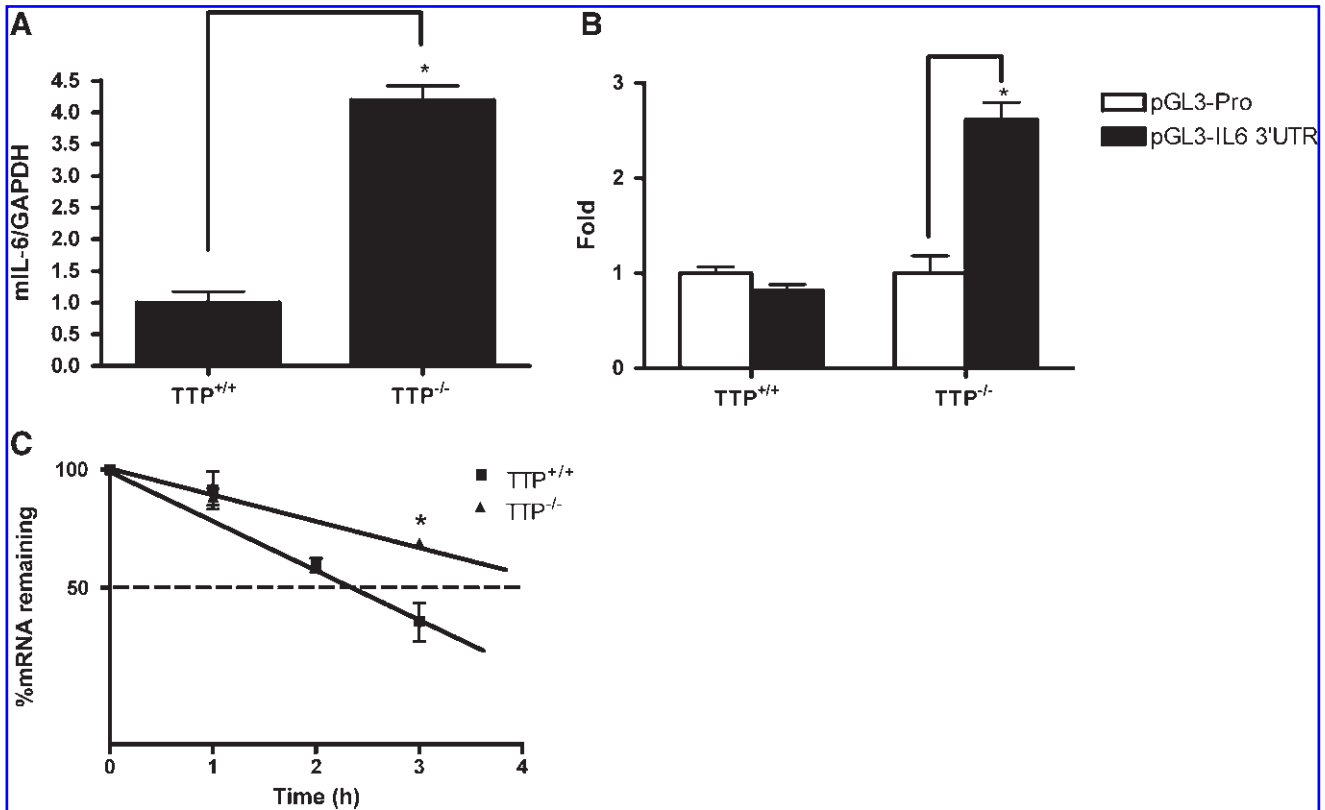 A
mIL-6/GAPDH
4.5
4.0
3.5
3.0
2.5
2.0
1.5
1.0
0.5
0.0
*
TTP+/+
TTP-/-
B
Fold
3
2
1
0
*
TTP+/+
TTP-/-
pGL3-Pro
pGL3-IL6 3'UTR
C
%mRNA remaining
100
50
*
TTP+/+
TTP-/-
0
1
2
3
4
Time (h)